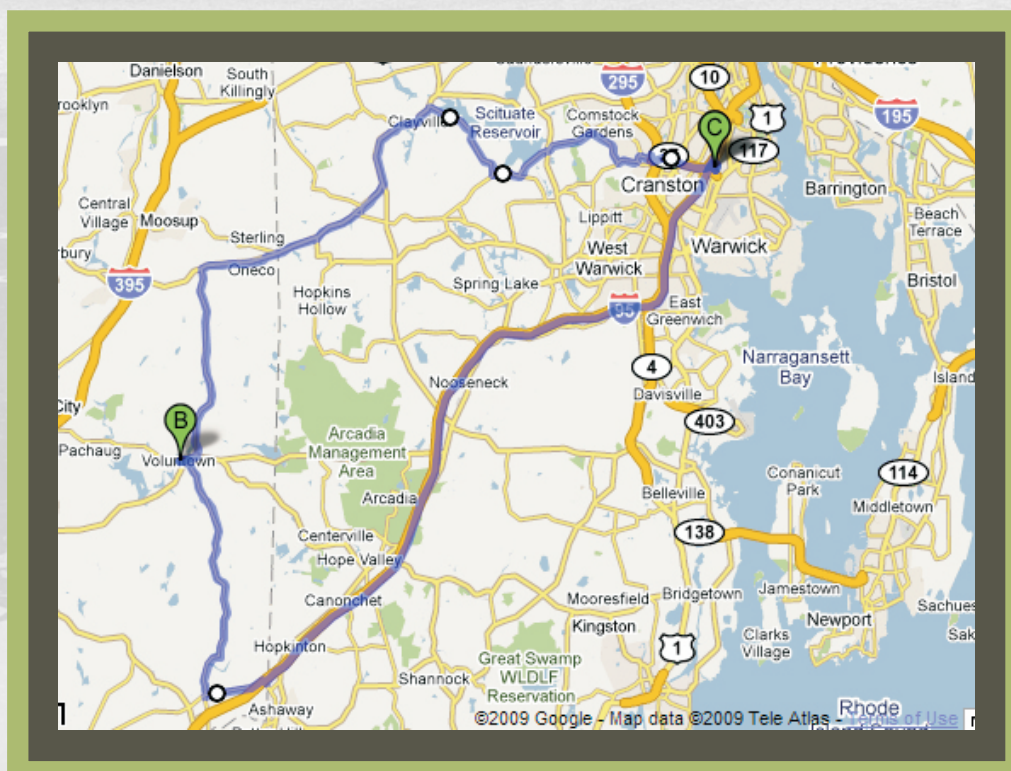 Danielson
South
Killingly
295
10
Clayville
Scituate
Reservoir
Comstock
Gardens
C
1
117
195
Cranston
Barrington
Central
Village
Moosup
Sterling
Oneco
Lippitt
West
Warwick
Warwick
Beach
Terrace
Bristol
395
Hopkins
Hollow
Spring Lake
95
East
Greenwich
Narragansett
Bay
Nooseneck
4
Davisville
403
Island
City
B
Pachaug
Voluntown
Arcadia
Management
Area
Arcadia
Belleville
Conanicut
Park
114
Middletown
Centerville
Hope Valley
138
Canonchet
Mooresfield
Bridgetown
Jamestown
Kingston
Newport
Hopkinton
1
Clarks
Village
Great Swamp
WLDLF
Reservation
Shannock
Ashaway
©2009 Google - Map data ©2009 Tele Atlas - Terms of Use
Rhode